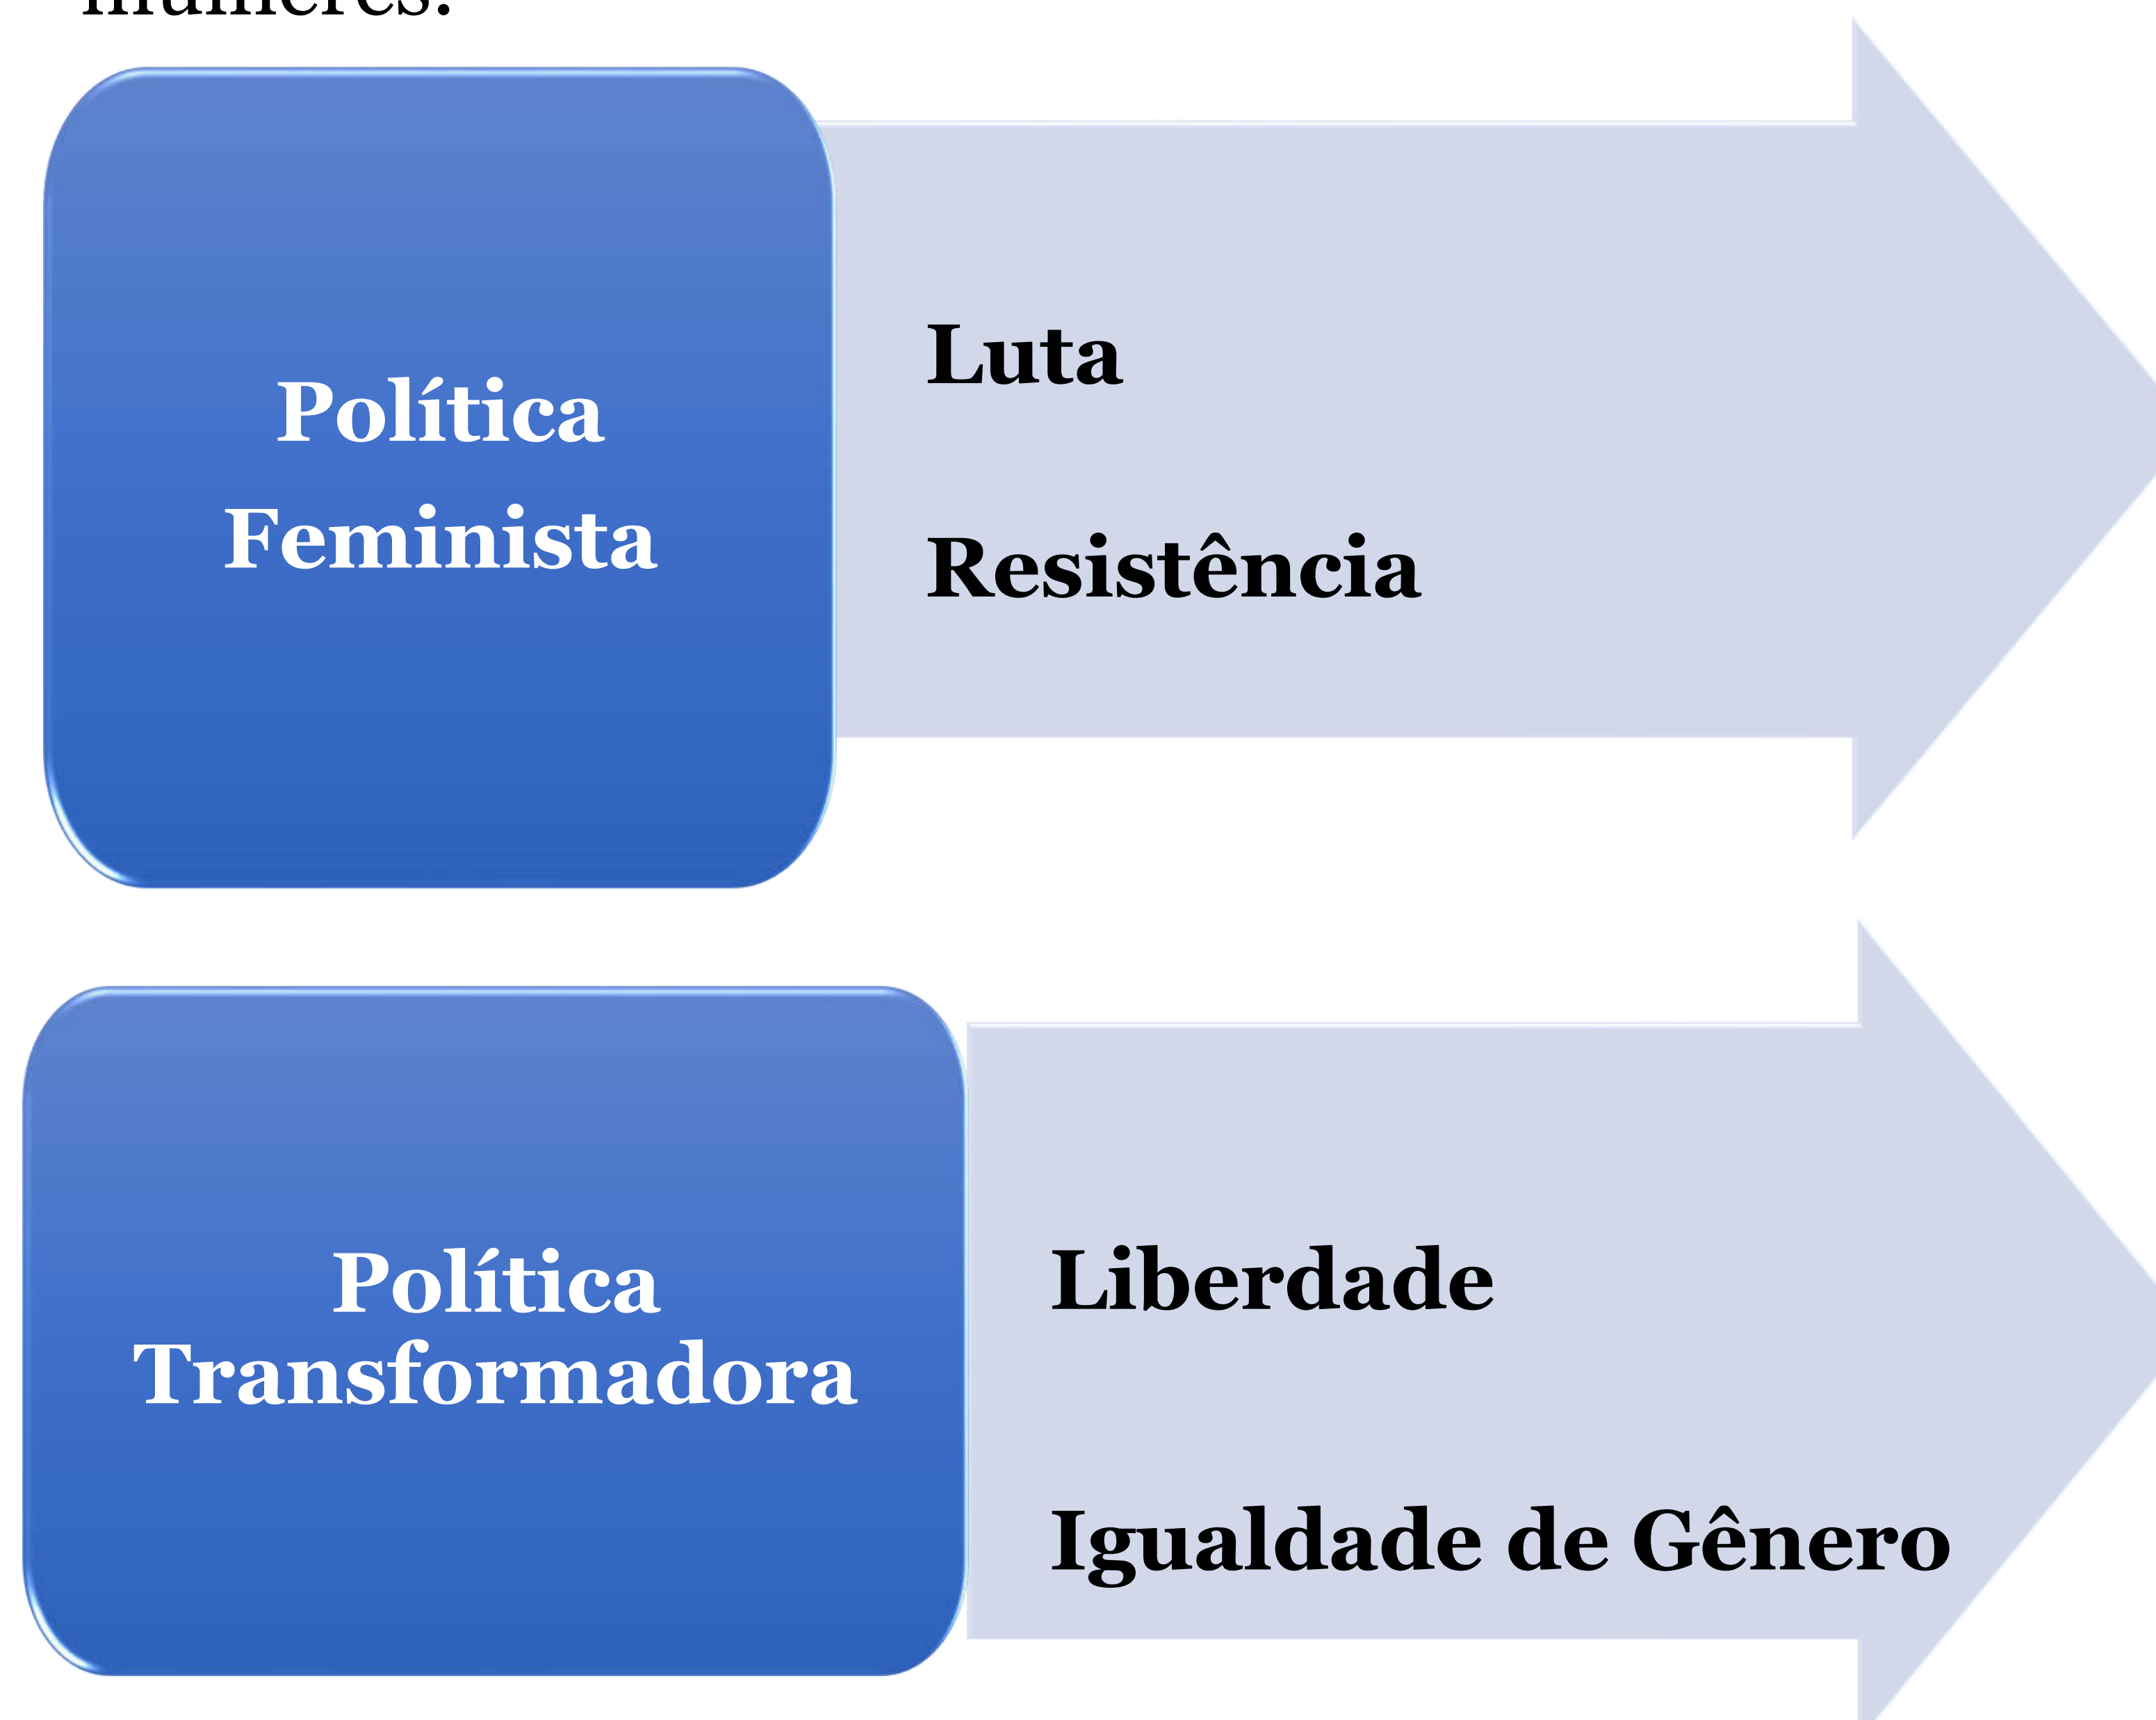 Política
Feminista
Luta
Resistência
Política
Transformadora
Liberdade
Igualdade de Gênero